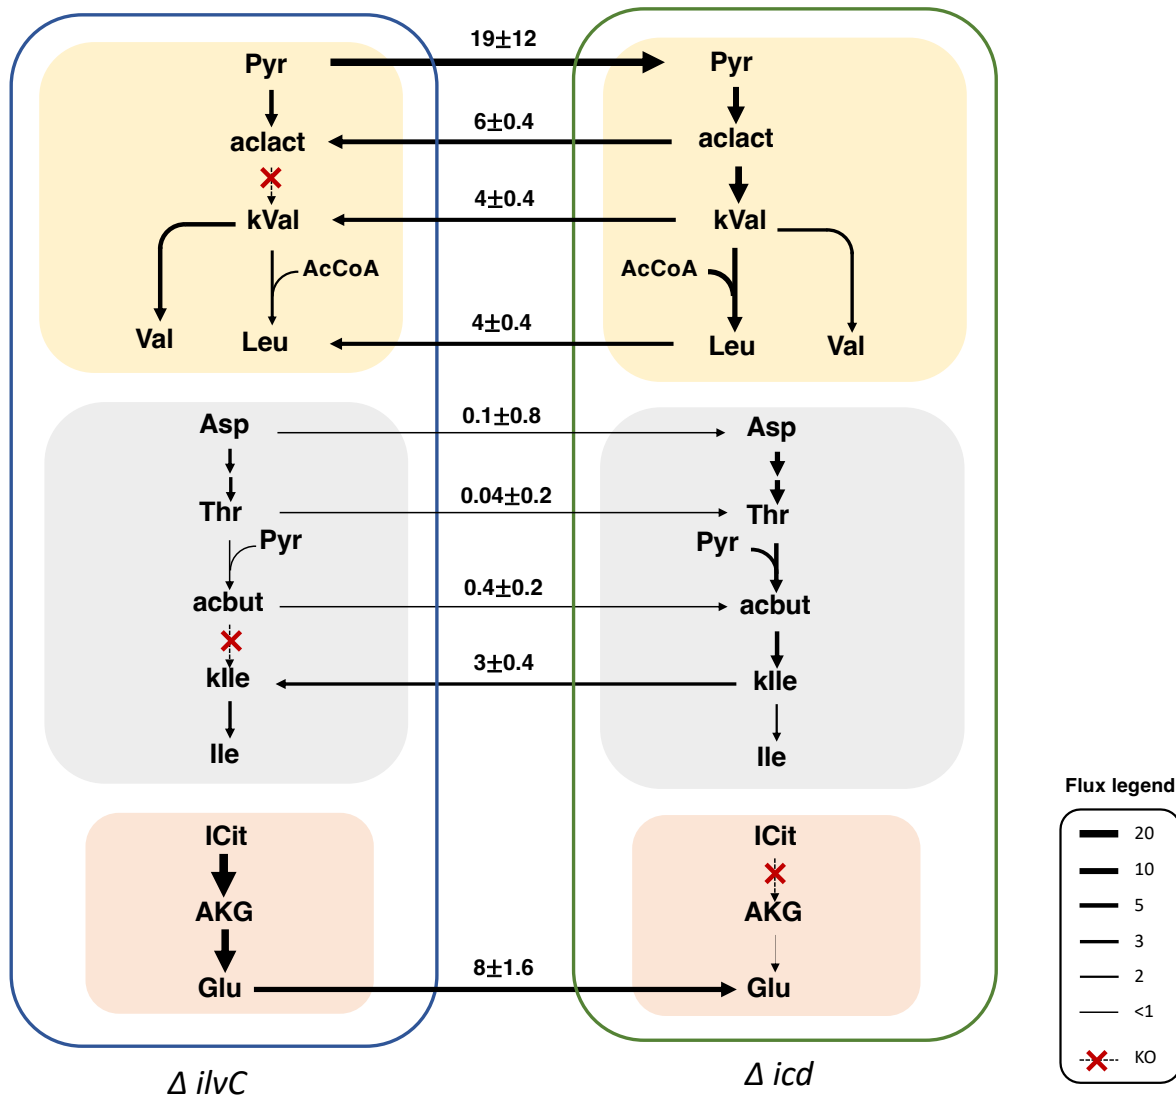 19±12
Pyr
Pyr
6±0.4
aclact
aclact
4±0.4
kVal
kVal
AcCoA
AcCoA
4±0.4
Val
Leu
Leu
Val
0.1±0.8
Asp
Asp
0.04±0.2
Thr
Thr
Pyr
Pyr
0.4±0.2
acbut
acbut
3±0.4
kIle
kIle
Ile
Ile
ICit
ICit
AKG
AKG
8±1.6
Glu
Glu
Δ ilvC
Δ icd
Flux legend
20
10
5
3
2
<1
KO